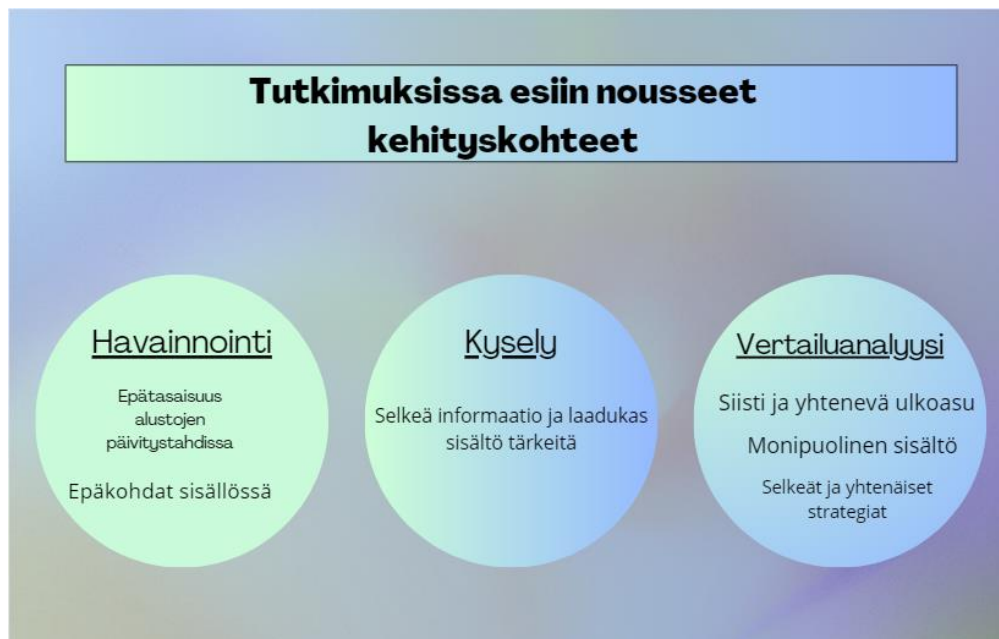 Tutkimuksissa esiin nousseet
kehityskohteet
Havainnointi
Epätasaisuus
alustojen
päivitystahdissa
Epäkohdat sisällössä
Kysely
Selkeä informaatio ja laadukas
sisältö tärkeitä
Vertailuanalyysi
Siisti ja yhtenevä ulkoasu
Monipuolinen sisältö
Selkeät ja yhtenäiset
strategiat